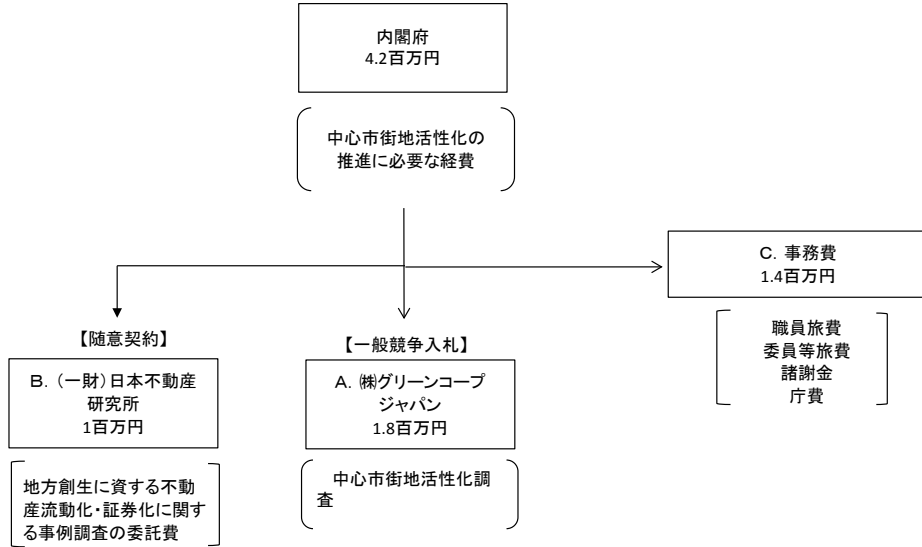 内閣府
4.2百万円
中心市街地活性化の
推進に必要な経費
C．事務費
1.4百万円
職員旅費
委員等旅費
諸謝金
庁費
【随意契約】
B．（一財）日本不動産
研究所
1百万円
地方創生に資する不動
産流動化・証券化に関す
る事例調査の委託費
【一般競争入札】
A．㈱グリーンコープ
ジャパン
1.8百万円
中心市街地活性化調
査